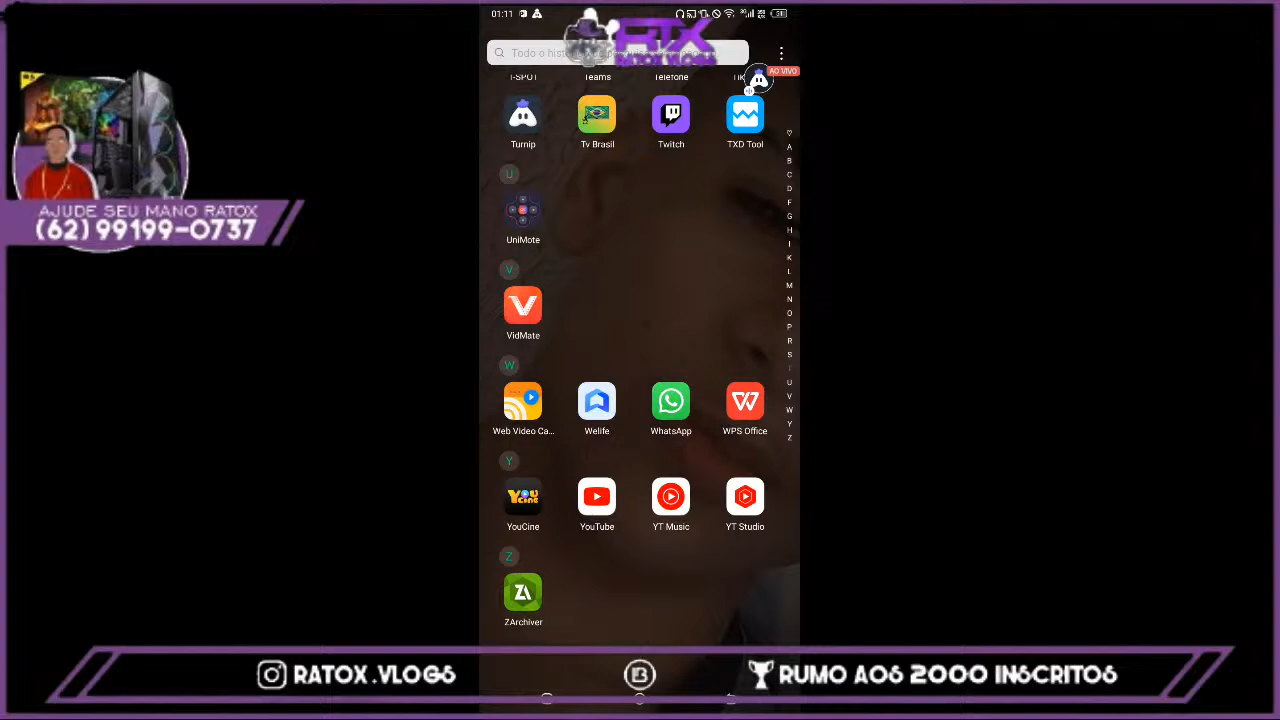 01:11
AO VIVO
RTX
RATOX VLOGS
Todo o
T-SPOT Teams Telefone
Turnip Tv Brasil Twitch TXD Tool
U
UniMote
V
VidMate
W
Web Video Ca... Welife WhatsApp WPS Office
Y
YouCine YouTube YT Music YT Studio
Z
ZArchiver
A
B
C
D
F
G
H
I
K
L
M
N
O
P
R
S
T
U
V
W
Y
Z
AJUDE SEU MANO RATOX
(62) 99199-0737
RATOX.VLOGS
RUMO AOS 2000 INSCRITOS